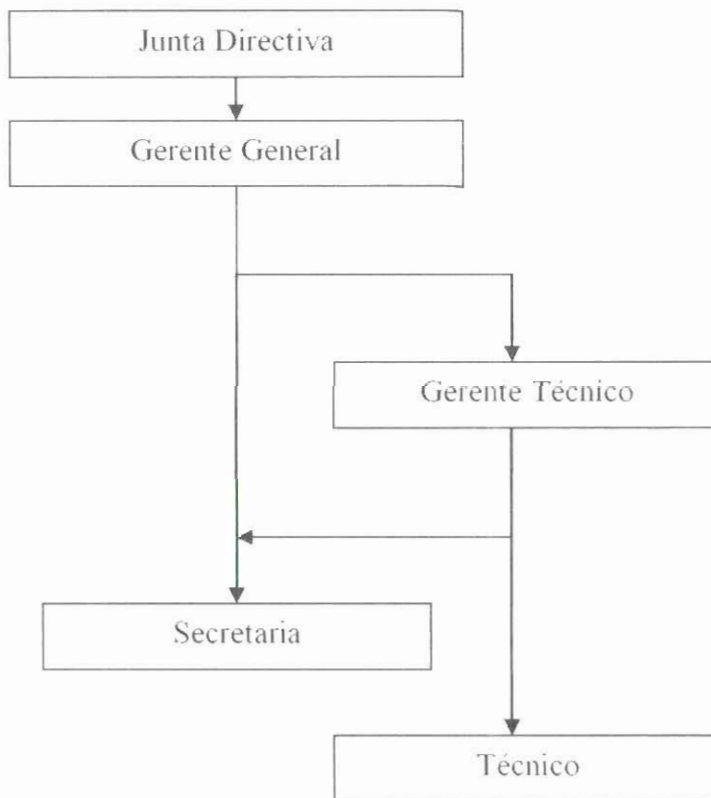 Junta Directiva
Gerente General
Gerente Técnico
Secretaria
Técnico